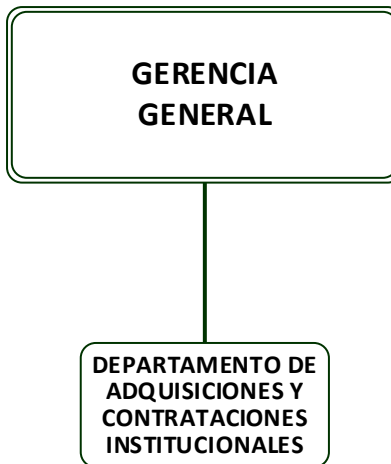 GERENCIA
GENERAL
DEPARTAMENTO DE
ADQUISICIONES Y
CONTRATACIONES
INSTITUCIONALES